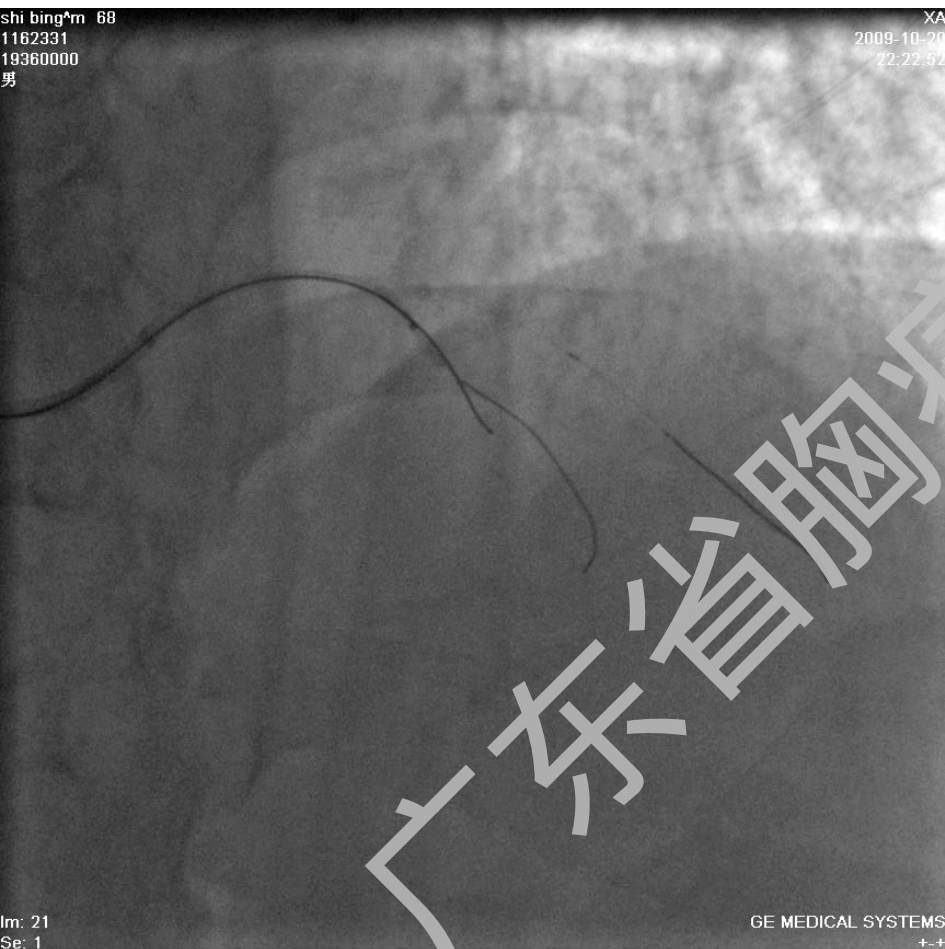 shi bing^m 68
1162331
19360000
男
XA
2009-10-20
22:22:52
广东省胸病
Im: 21
Se: 1
GE MEDICAL SYSTEMS
+-+